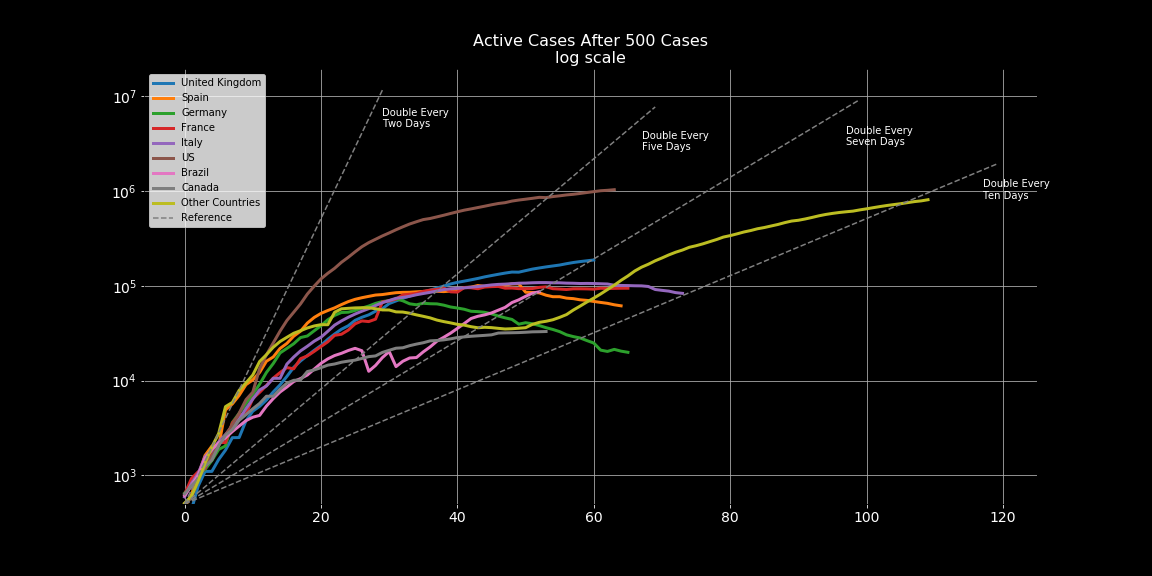 Active Cases After 500 Cases
log scale
United Kingdom
Spain
Germany
France
Italy
US
Brazil
Canada
Other Countries
Reference
Double Every
Two Days
Double Every
Five Days
Double Every
Seven Days
Double Every
Ten Days
10⁷
10⁶
10⁵
10⁴
10³
0 20 40 60 80 100 120